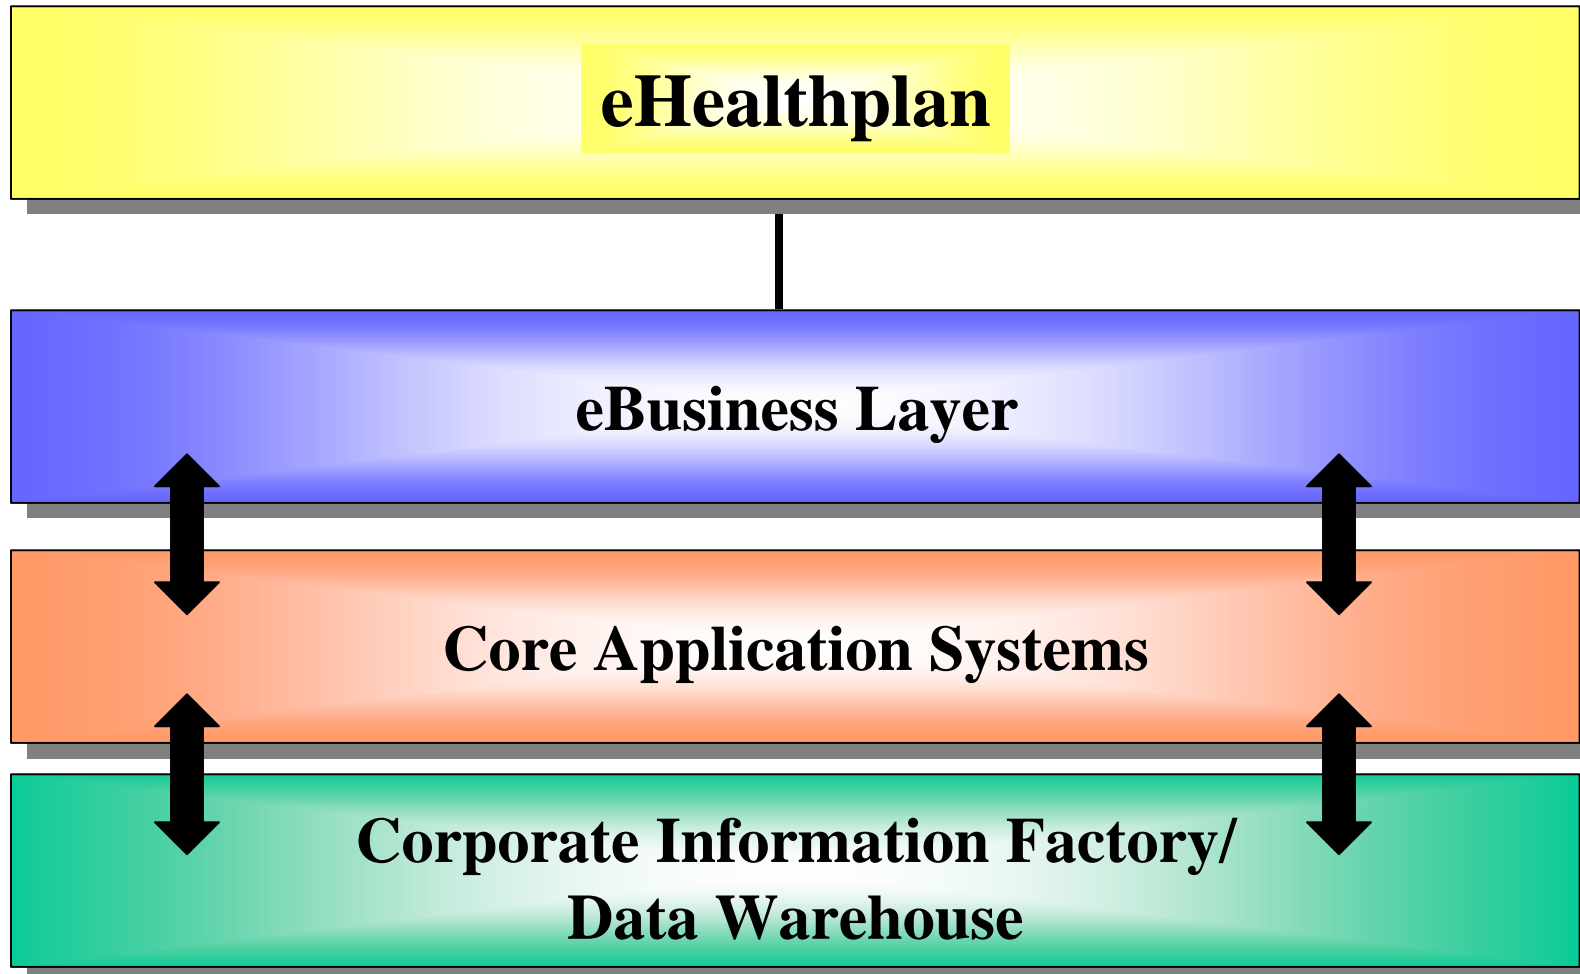 eHealthplan
eBusiness Layer
Core Application Systems
Corporate Information Factory/
Data Warehouse